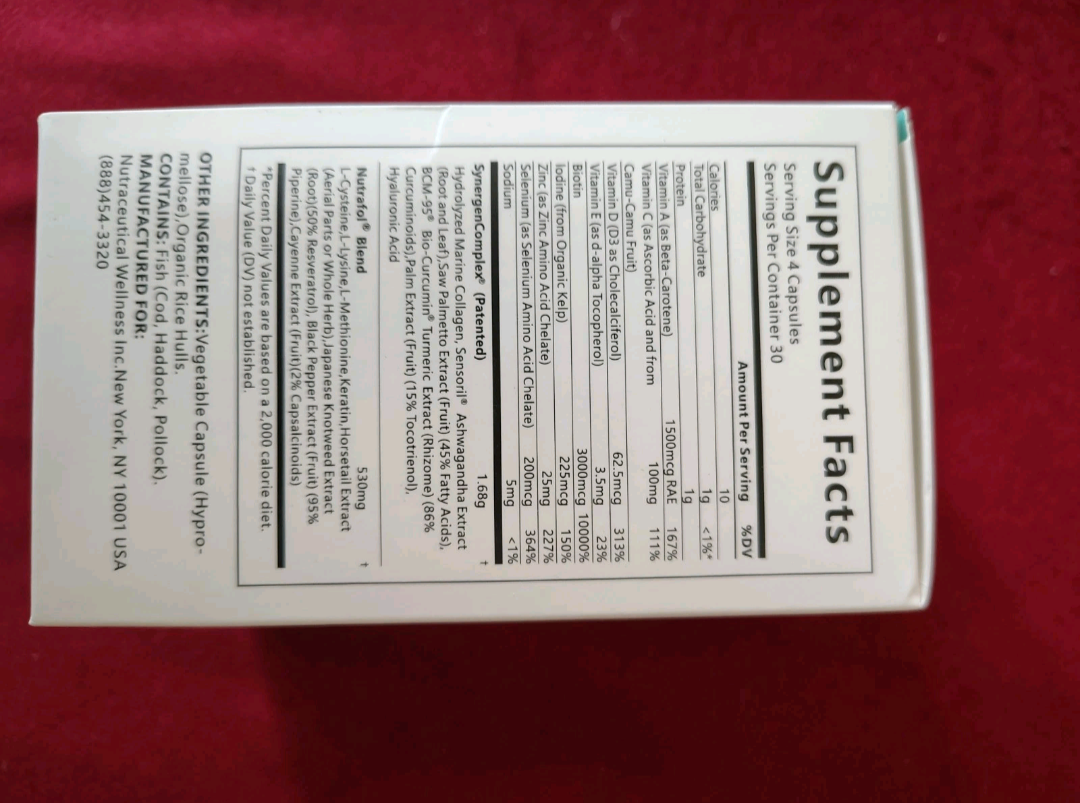 Supplement Facts
Serving Size 4 Capsules
Servings Per Container 30
Amount Per Serving %DV
Calories 10
Total Carbohydrate 1g <1%*
Protein 1g
Vitamin A (as Beta-Carotene) 1500mcg RAE 167%
Vitamin C (as Ascorbic Acid and from 100mg 111%
Camu-Camu Fruit)
Vitamin D (D3 as Cholecalciferol) 62.5mcg 313%
Vitamin E (as d-alpha Tocopherol) 3.5mg 23%
Biotin 3000mcg 10000%
Iodine (from Organic Kelp) 225mcg 150%
Zinc (as Zinc Amino Acid Chelate) 25mg 227%
Selenium (as Selenium Amino Acid Chelate) 200mcg 364%
Sodium 5mg <1%
SynergenComplex® (Patented) 1.68g †
Hydrolyzed Marine Collagen, Sensoril® Ashwagandha Extract
(Root and Leaf),Saw Palmetto Extract (Fruit) (45% Fatty Acids),
BCM-95® Bio-Curcumin® Turmeric Extract (Rhizome) (86%
Curcuminoids),Palm Extract (Fruit) (15% Tocotrienol),
Hyaluronic Acid
Nutrafol® Blend 530mg †
L-Cysteine,L-Lysine,L-Methionine,Keratin,Horsetail Extract
(Aerial Parts or Whole Herb),Japanese Knotweed Extract
(Root)(50% Resveratrol), Black Pepper Extract (Fruit) (95%
Piperine),Cayenne Extract (Fruit)(2% Capsalcinoids)
*Percent Daily Values are based on a 2,000 calorie diet.
† Daily Value (DV) not established.
OTHER INGREDIENTS:Vegetable Capsule (Hypro-
mellose),Organic Rice Hulls.
CONTAINS: Fish (Cod, Haddock, Pollock).
MANUFACTURED FOR:
Nutraceutical Wellness Inc.New York, NY 10001 USA
(888)454-3320